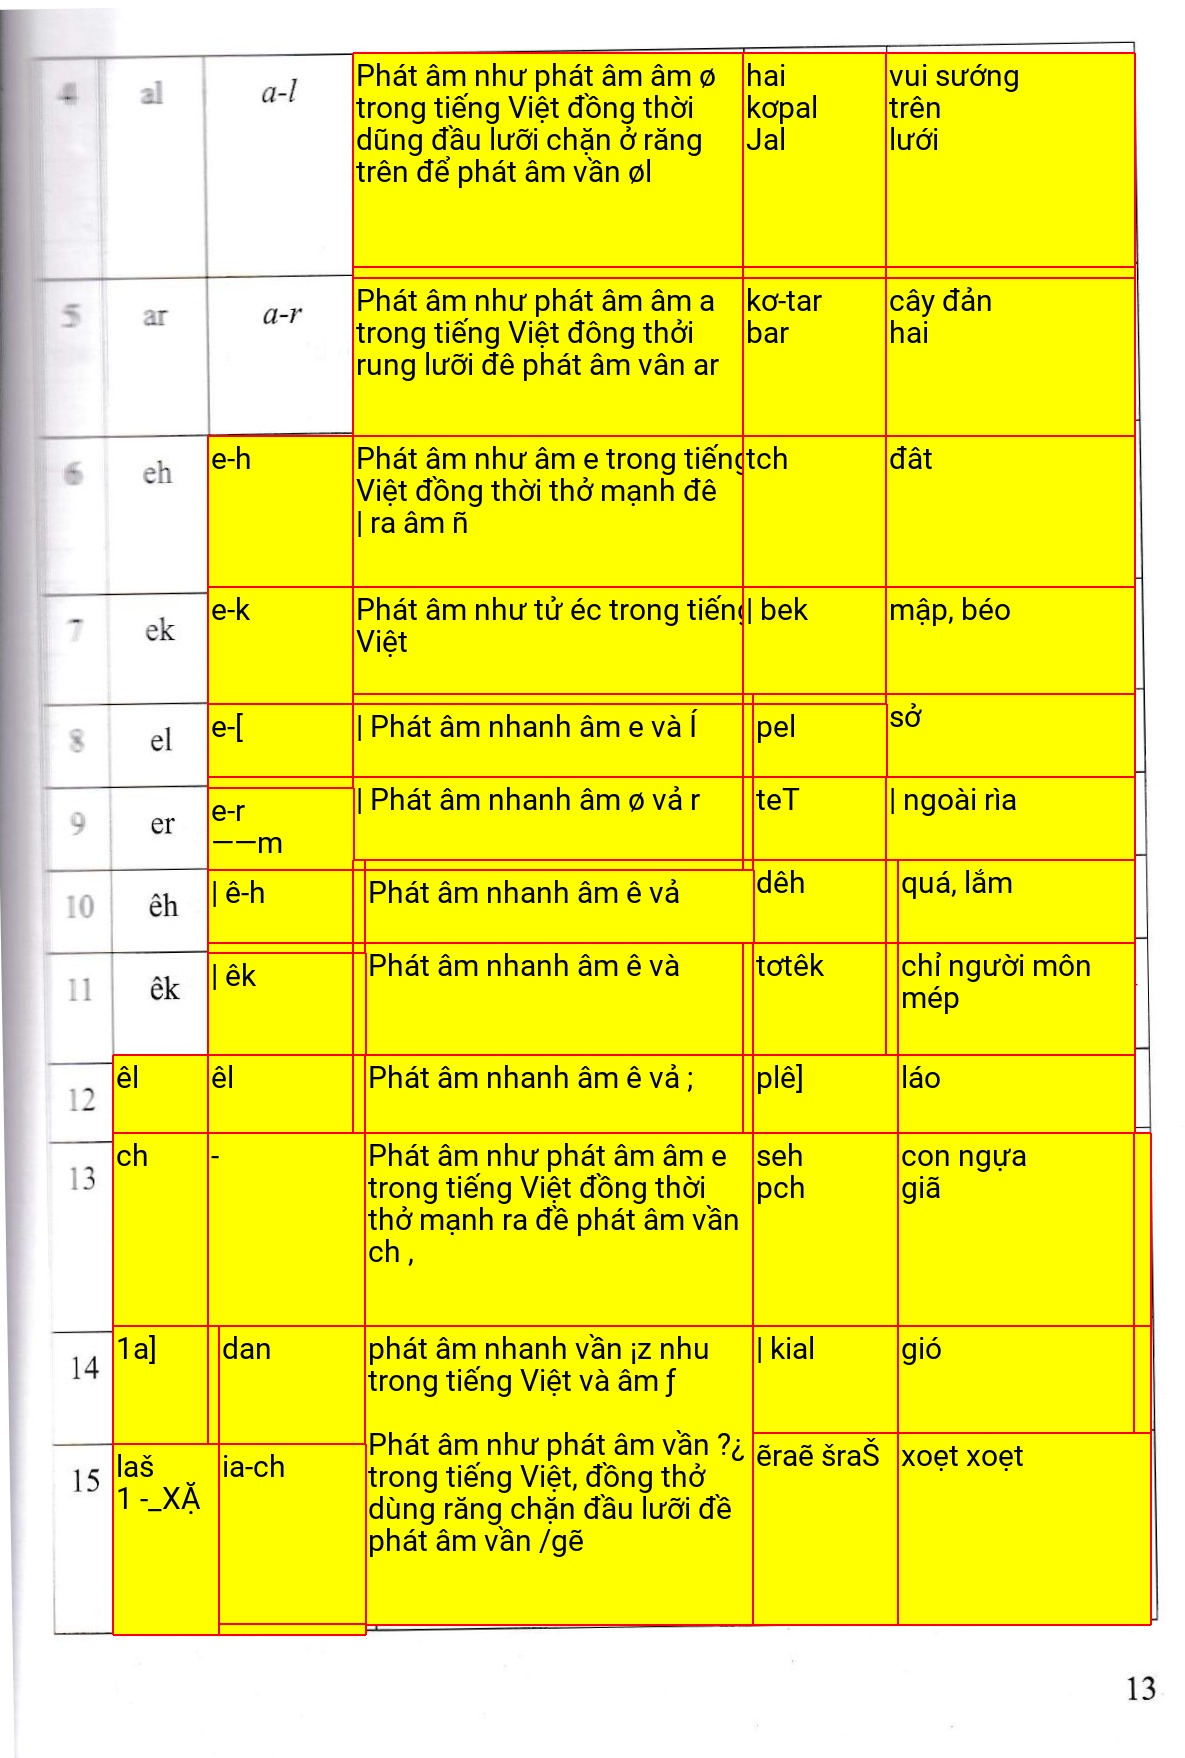 4 al a-l Phát âm như phát âm âm ø hai vui sướng
trong tiếng Việt đồng thời kơpal trên
dũng đầu lưỡi chặn ở răng Jal lưới
trên để phát âm vần øl
5 ar a-r Phát âm như phát âm âm a kơ-tar cây đản
trong tiếng Việt đông thởi bar hai
rung lưỡi đê phát âm vân ar
6 eh e-h Phát âm như âm e trong tiếng tch đât
Việt đồng thời thở mạnh đê
| ra âm ñ
7 ek e-k Phát âm như tử éc trong tiếng | bek mập, béo
Việt
8 el e-[ | Phát âm nhanh âm e và Í pel sở
9 er e-r | Phát âm nhanh âm ø vả r teT | ngoài rìa
——m
10 êh | ê-h Phát âm nhanh âm ê vả dêh quá, lắm
11 êk | êk Phát âm nhanh âm ê và tơtêk chỉ người môn
mép
12 êl êl Phát âm nhanh âm ê vả ; plê] láo
13 ch - Phát âm như phát âm âm e seh con ngựa
trong tiếng Việt đồng thời pch giã
thở mạnh ra đề phát âm vần
ch ,
14 1a] dan phát âm nhanh vần ¡z nhu | kial gió
trong tiếng Việt và âm ƒ
15 laš ia-ch Phát âm như phát âm vần ?¿ ẽraẽ šraŠ xoẹt xoẹt
1 -_XẶ trong tiếng Việt, đồng thở
dùng răng chặn đầu lưỡi đề
phát âm vần /gẽ
13